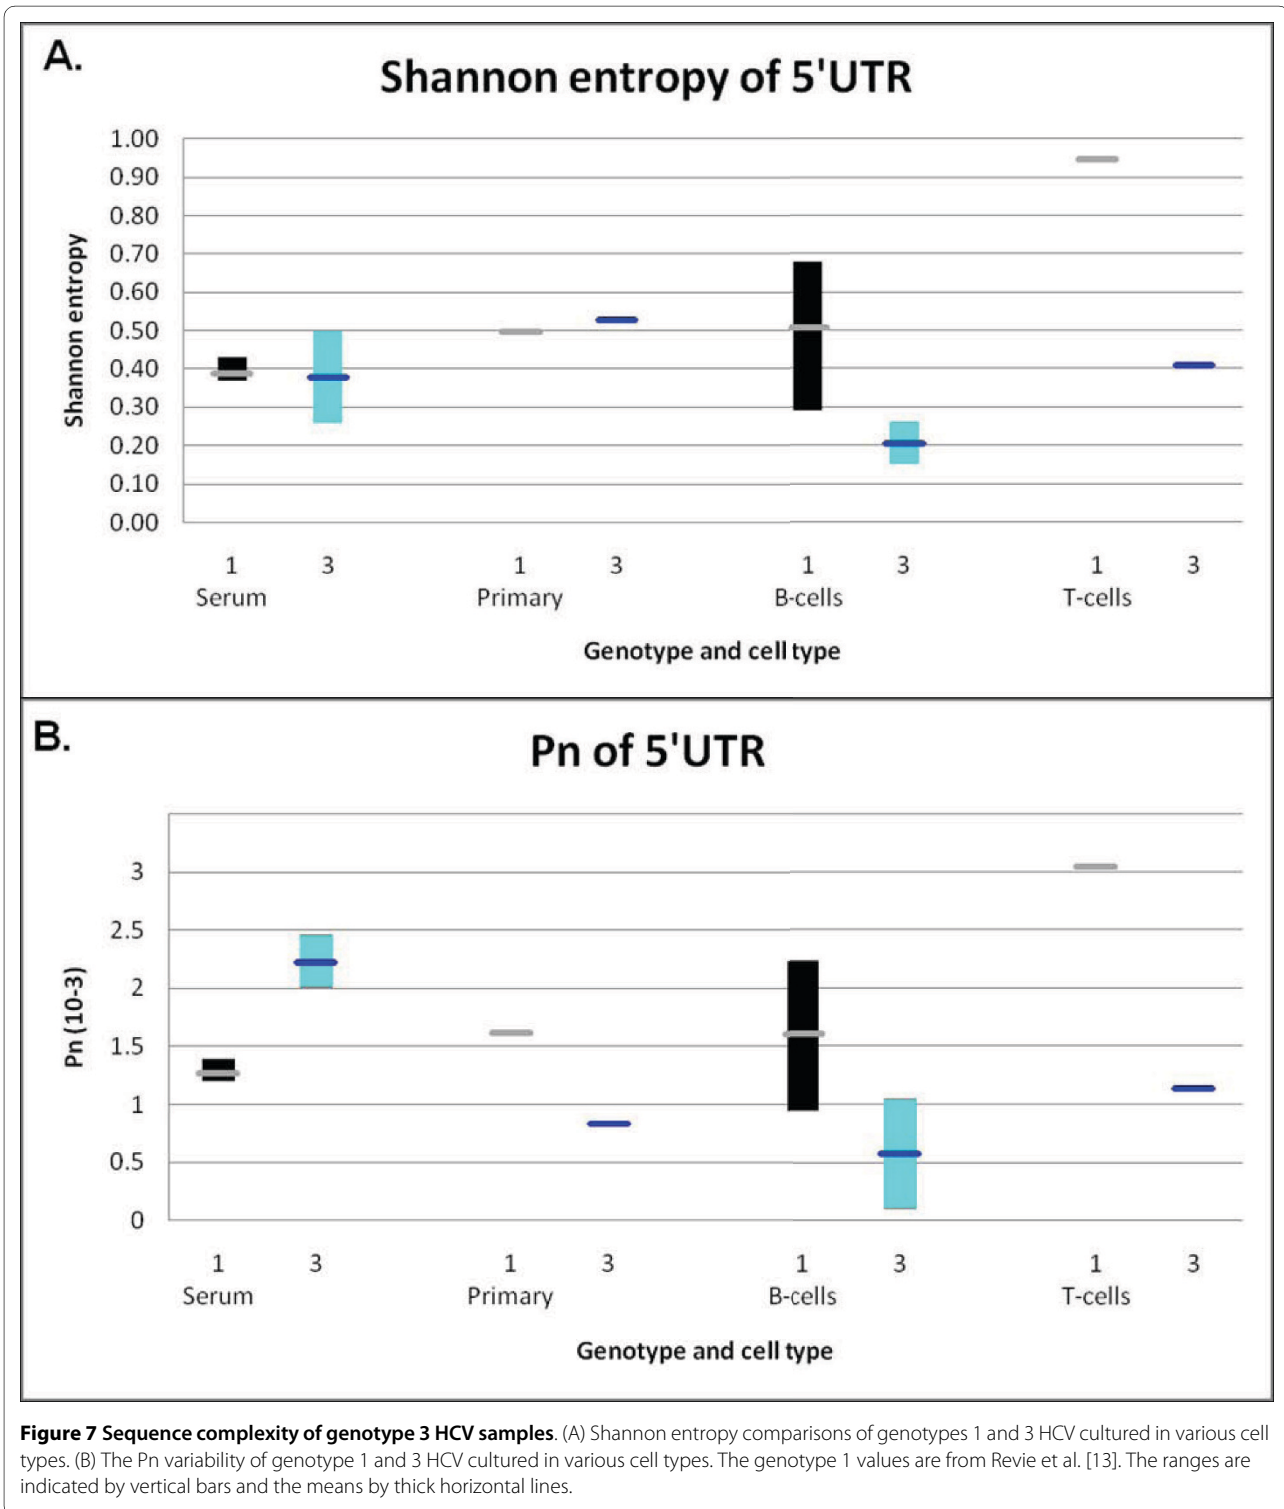 A.
Shannon entropy of 5'UTR
1.00
0.90
0.80
0.70
0.60
0.50
0.40
0.30
0.20
0.10
0.00
Shannon entropy
1 3 1 3 1 3 1 3
Serum Primary B-cells T-cells
Genotype and cell type
B.
Pn of 5'UTR
3
2.5
2
1.5
1
0.5
0
Pn (10-3)
1 3 1 3 1 3 1 3
Serum Primary B-cells T-cells
Genotype and cell type
Figure 7 Sequence complexity of genotype 3 HCV samples. (A) Shannon entropy comparisons of genotypes 1 and 3 HCV cultured in various cell
types. (B) The Pn variability of genotype 1 and 3 HCV cultured in various cell types. The genotype 1 values are from Revie et al. [13]. The ranges are
indicated by vertical bars and the means by thick horizontal lines.